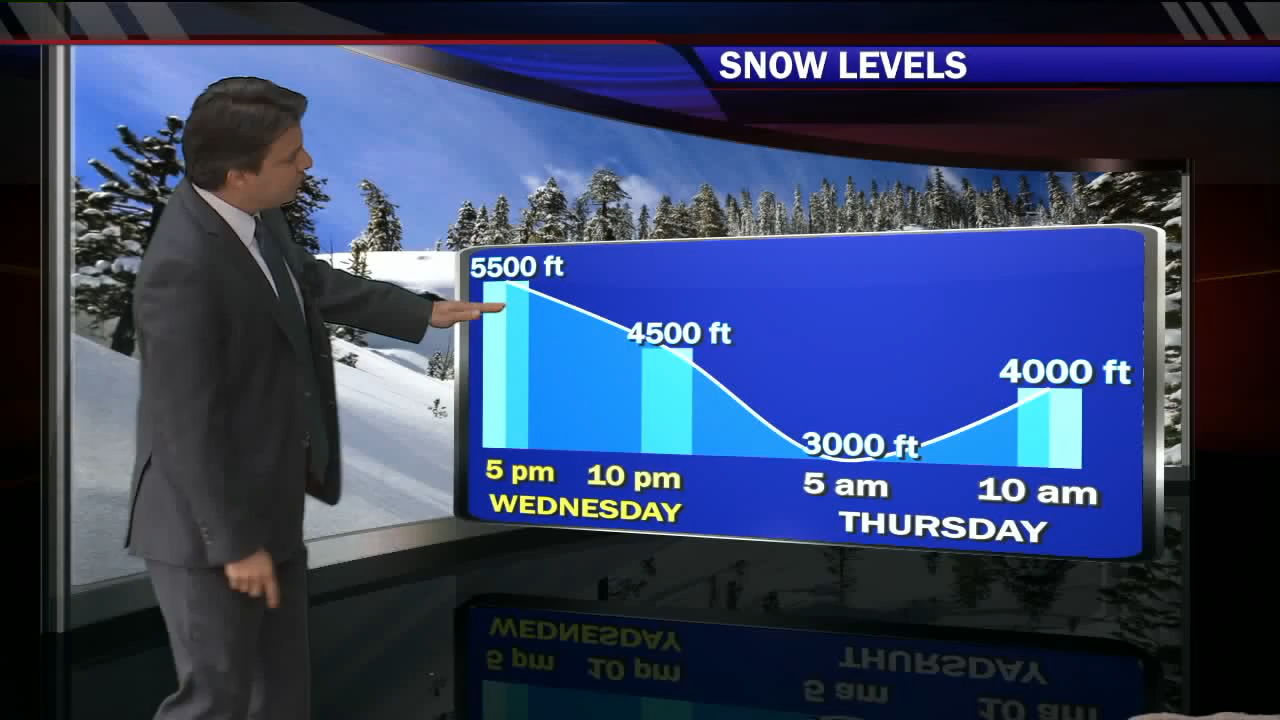 SNOW LEVELS
5500 ft
4500 ft
3000 ft
4000 ft
5 pm 10 pm 5 am 10 am
WEDNESDAY THURSDAY